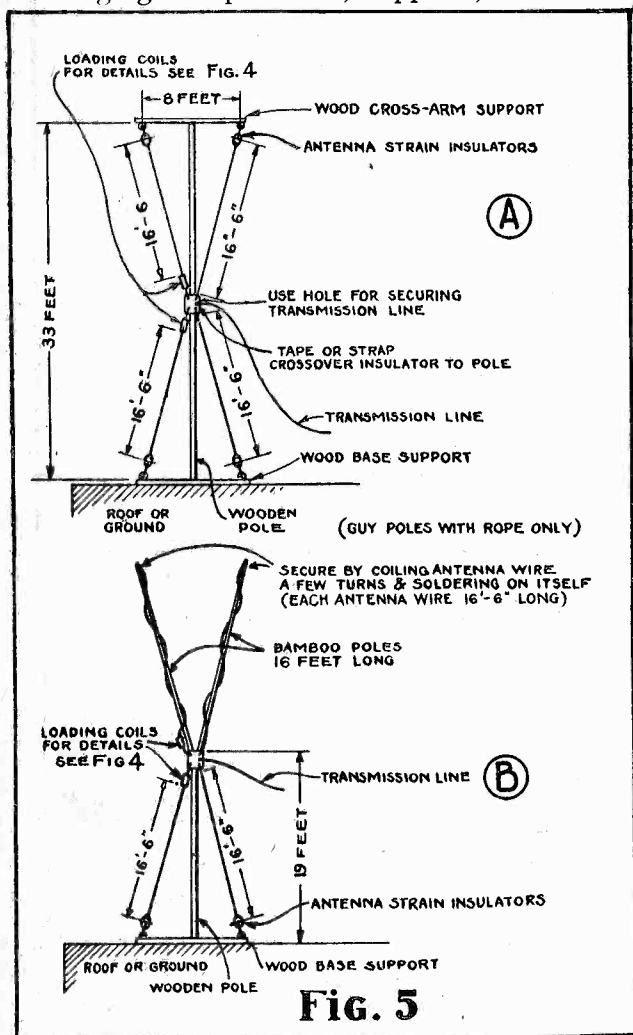 LOADING COILS
FOR DETAILS SEE FIG. 4
8 FEET
WOOD CROSS-ARM SUPPORT
ANTENNA STRAIN INSULATORS
16'-6
16"-6"
A
33 FEET
USE HOLE FOR SECURING
TRANSMISSION LINE
TAPE OR STRAP
CROSSOVER INSULATOR TO POLE
16'-6"
16'-6"
TRANSMISSION LINE
WOOD BASE SUPPORT
ROOF OR
GROUND
WOODEN
POLE
(GUY POLES WITH ROPE ONLY)
SECURE BY COILING ANTENNA WIRE
A FEW TURNS & SOLDERING ON ITSELF
(EACH ANTENNA WIRE 16'-6" LONG)
BAMBOO POLES
16 FEET LONG
LOADING COILS
FOR DETAILS
SEE FIG 4
TRANSMISSION LINE
B
16'-6"
16'-6"
19 FEET
ANTENNA STRAIN INSULATORS
ROOF OR GROUND
WOOD BASE SUPPORT
WOODEN POLE
Fig. 5